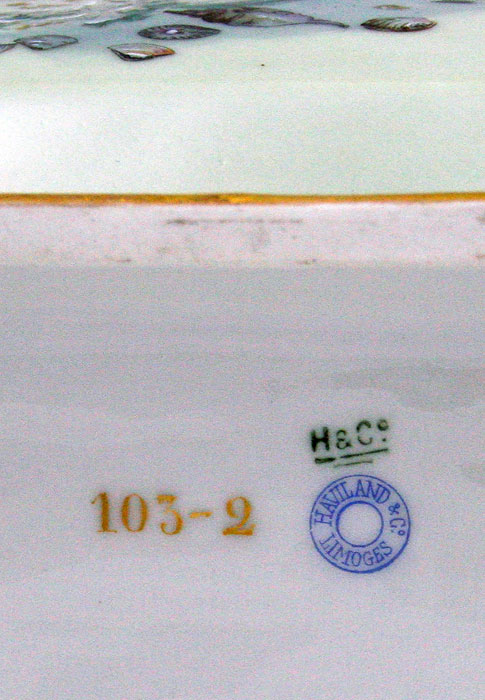 H&Cº
103-2
HAVILAND & Cº
LIMOGES